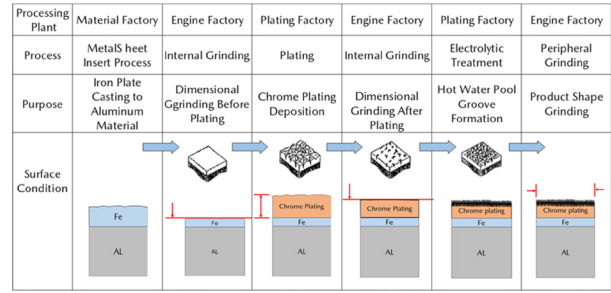 Processing
Plant
Material Factory
Engine Factory
Plating Factory
Engine Factory
Plating Factory
Engine Factory
Process
MetalS heet
Insert Process
Internal Grinding
Plating
Internal Grinding
Electrolytic
Treatment
Peripheral
Grinding
Purpose
Iron Plate
Casting to
Aluminum
Material
Dimensional
Ggrinding Before
Plating
Chrome Plating
Deposition
Dimensional
Grinding After
Plating
Hot Water Pool
Groove
Formation
Product Shape
Grinding
Surface
Condition
Fe
AL
Fe
AL
Chrome Plating
Fe
AL
Chrome Plating
Fe
AL
Chrome plating
Fe
AL
Chrome plating
Fe
AL